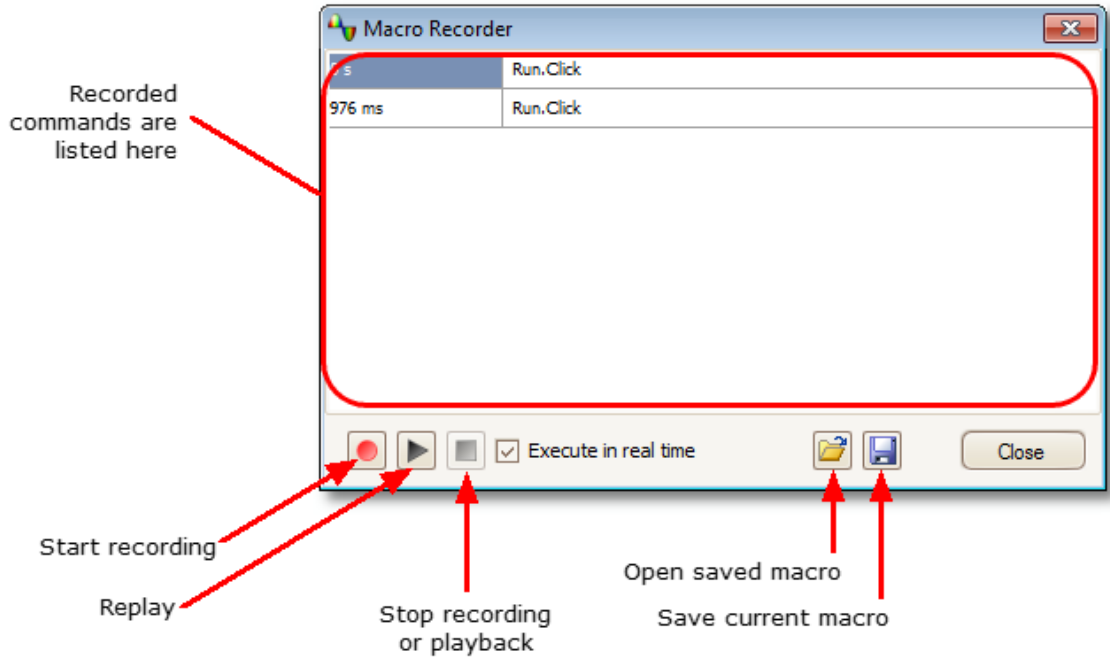 Macro Recorder
Run.Click
976 ms Run.Click
Recorded
commands are
listed here
Execute in real time
Close
Start recording
Replay
Stop recording
or playback
Open saved macro
Save current macro